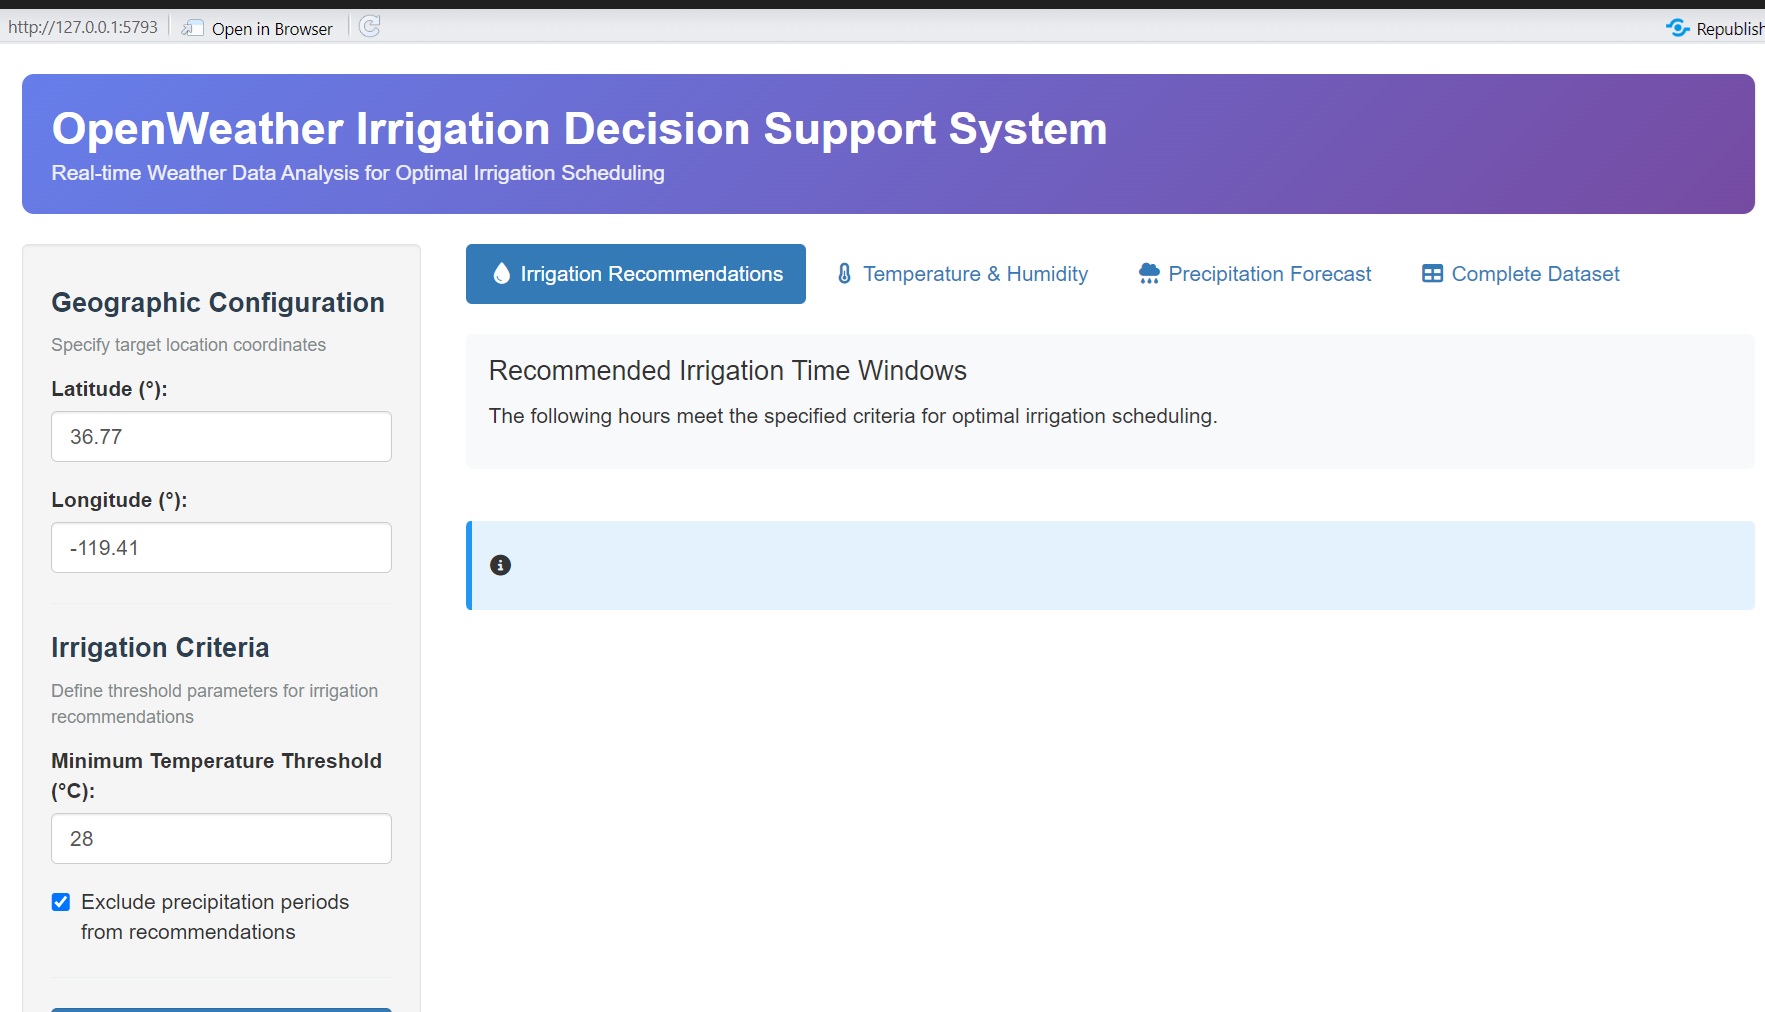 http://127.0.0.1:5793
Open in Browser
Republish
OpenWeather Irrigation Decision Support System
Real-time Weather Data Analysis for Optimal Irrigation Scheduling
Geographic Configuration
Specify target location coordinates
Latitude (°):
36.77
Longitude (°):
-119.41
Irrigation Criteria
Define threshold parameters for irrigation
recommendations
Minimum Temperature Threshold
(°C):
28
Exclude precipitation periods
from recommendations
Irrigation Recommendations
Temperature & Humidity
Precipitation Forecast
Complete Dataset
Recommended Irrigation Time Windows
The following hours meet the specified criteria for optimal irrigation scheduling.